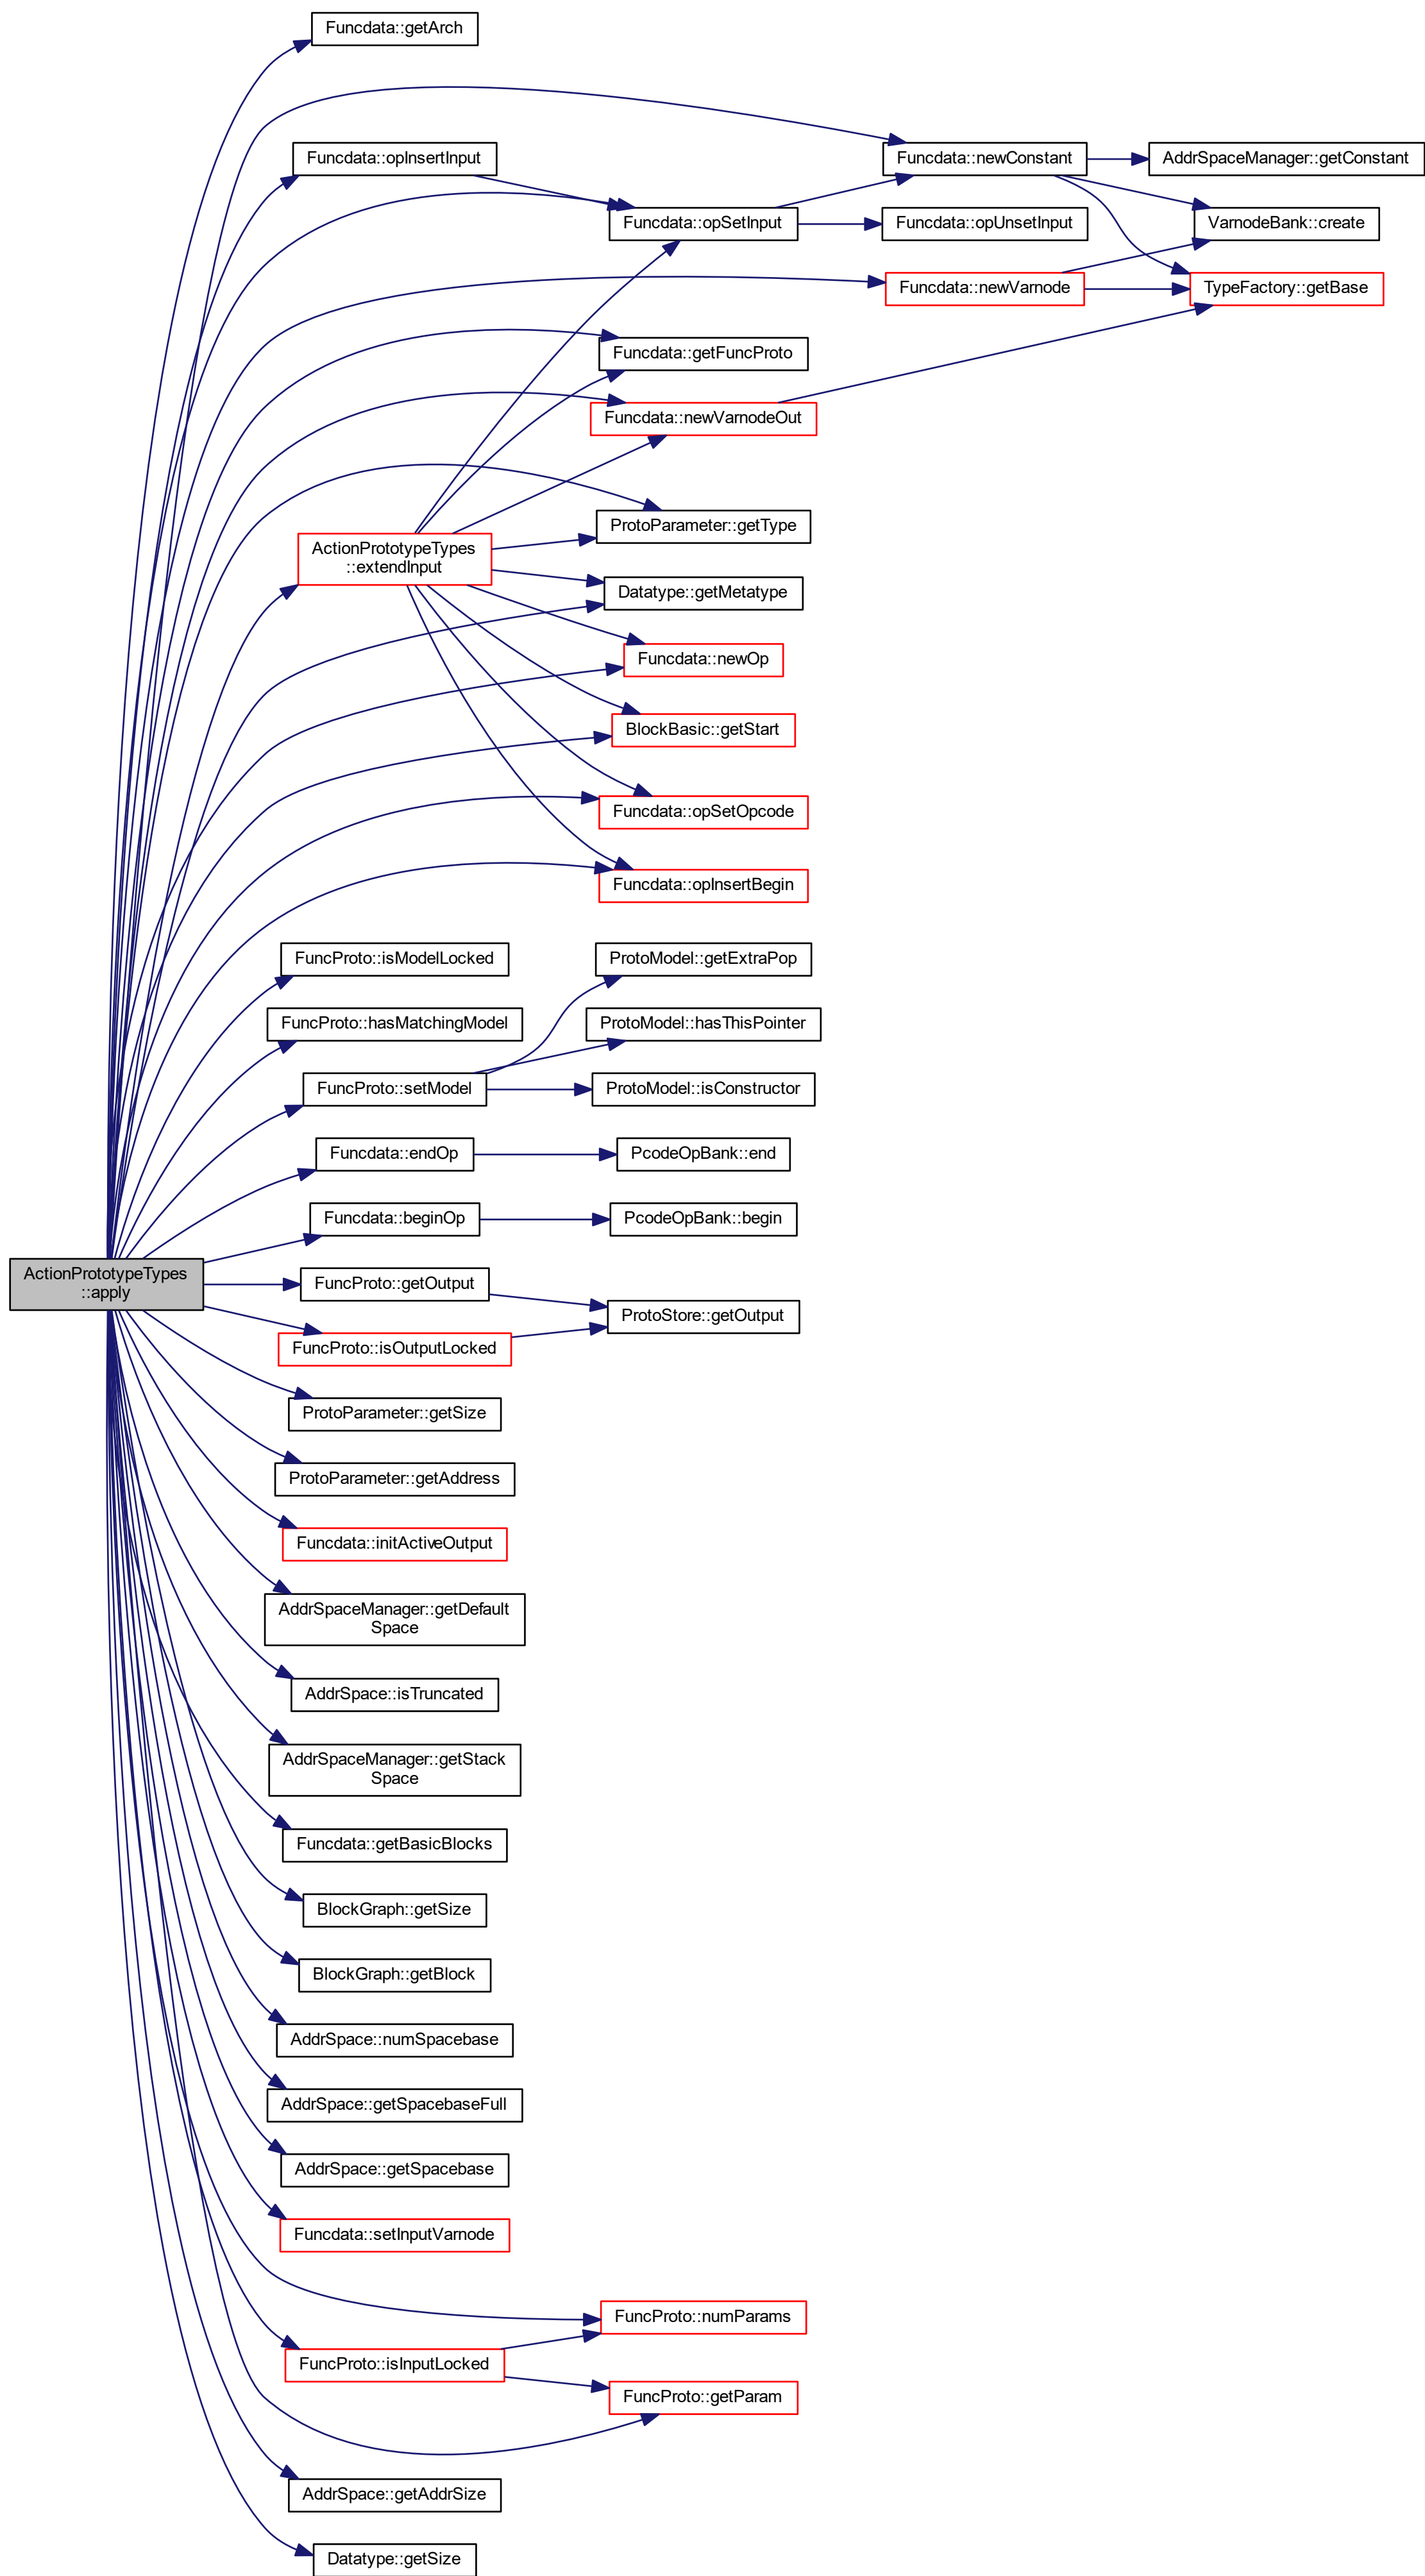 Funcdata::getArch
Funcdata::opInsertInput
Funcdata::newConstant
AddrSpaceManager::getConstant
Funcdata::opSetInput
Funcdata::opUnsetInput
VarnodeBank::create
Funcdata::newVarnode
TypeFactory::getBase
Funcdata::getFuncProto
Funcdata::newVarnodeOut
ProtoParameter::getType
ActionPrototypeTypes
::extendInput
Datatype::getMetatype
Funcdata::newOp
BlockBasic::getStart
Funcdata::opSetOpcode
Funcdata::opInsertBegin
FuncProto::isModelLocked
ProtoModel::getExtraPop
FuncProto::hasMatchingModel
ProtoModel::hasThisPointer
FuncProto::setModel
ProtoModel::isConstructor
Funcdata::endOp
PcodeOpBank::end
Funcdata::beginOp
PcodeOpBank::begin
ActionPrototypeTypes
::apply
FuncProto::getOutput
ProtoStore::getOutput
FuncProto::isOutputLocked
ProtoParameter::getSize
ProtoParameter::getAddress
Funcdata::initActiveOutput
AddrSpaceManager::getDefault
Space
AddrSpace::isTruncated
AddrSpaceManager::getStack
Space
Funcdata::getBasicBlocks
BlockGraph::getSize
BlockGraph::getBlock
AddrSpace::numSpacebase
AddrSpace::getSpacebaseFull
AddrSpace::getSpacebase
Funcdata::setInputVarnode
FuncProto::numParams
FuncProto::isInputLocked
FuncProto::getParam
AddrSpace::getAddrSize
Datatype::getSize